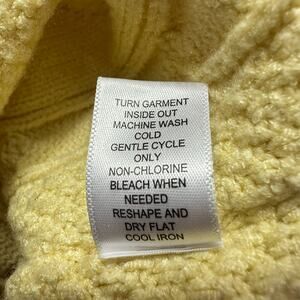 TURN GARMENT
INSIDE OUT
MACHINE WASH
COLD
GENTLE CYCLE
ONLY
NON-CHLORINE
BLEACH WHEN
NEEDED
RESHAPE AND
DRY FLAT
COOL IRON